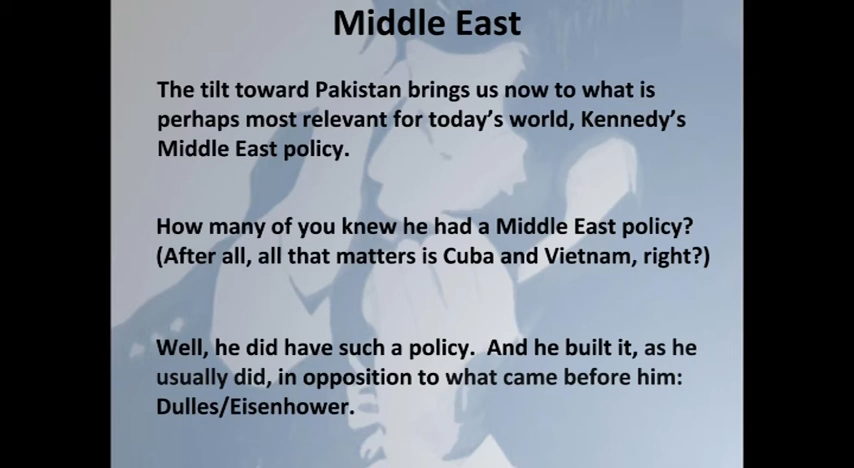 Middle East
The tilt toward Pakistan brings us now to what is
perhaps most relevant for today’s world, Kennedy’s
Middle East policy.
How many of you knew he had a Middle East policy?
(After all, all that matters is Cuba and Vietnam, right?)
Well, he did have such a policy.  And he built it, as he
usually did, in opposition to what came before him:
Dulles/Eisenhower.